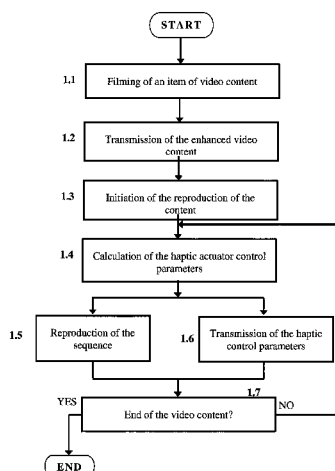 START
1.1
Filming of an item of video content
1.2
Transmission of the enhanced video
content
1.3
Initiation of the reproduction of the
content
1.4
Calculation of the haptic actuator control
parameters
1.5
Reproduction of the
sequence
1.6
Transmission of the haptic
control parameters
1.7
YES
End of the video content?
NO
END